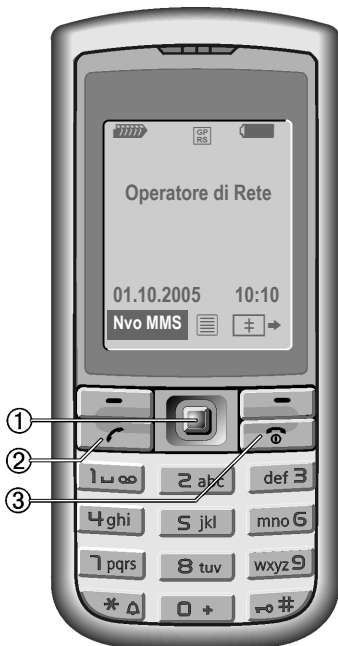 GP
RS
Operatore di Rete
01.10.2005 10:10
Nvo MMS
1
2
3
1
2 abc
def 3
4 ghi
5 jkl
mno 6
7 pqrs
8 tuv
wxyz 9
*
0 +
#